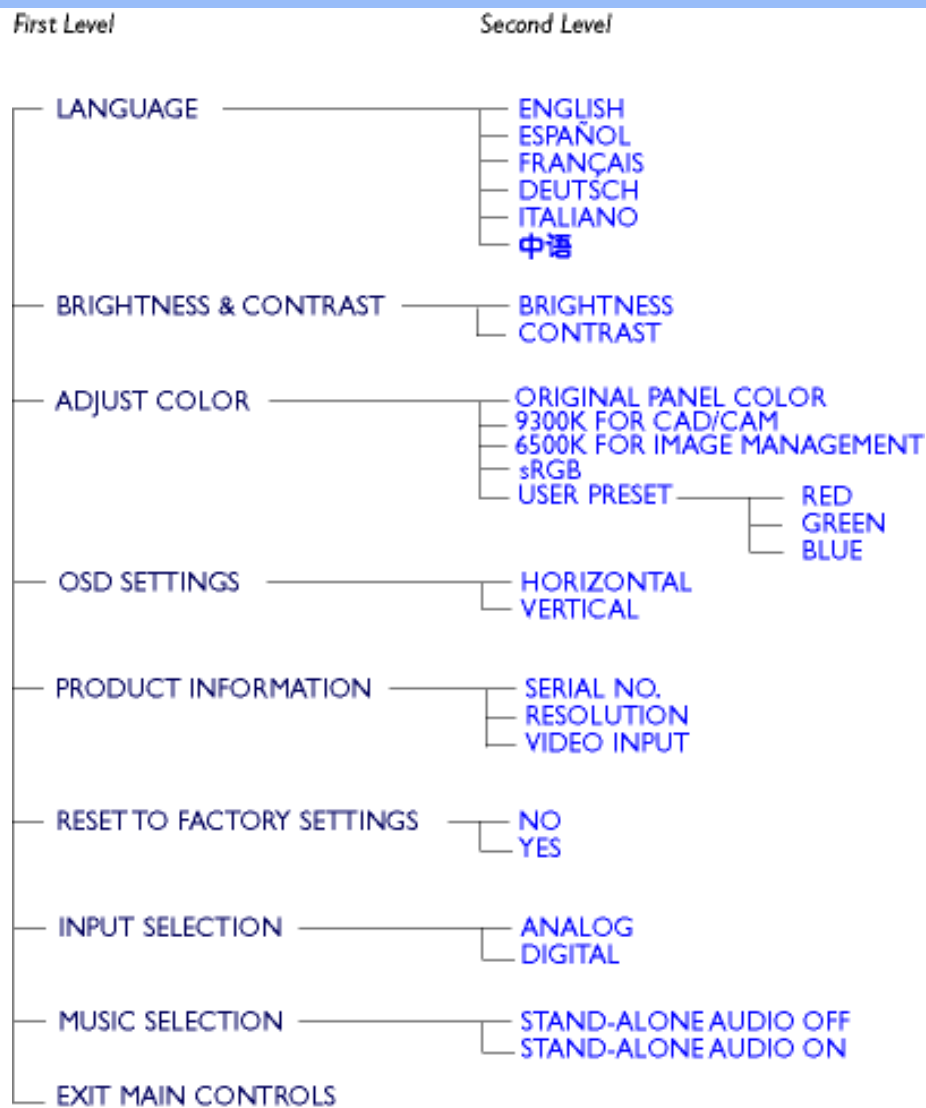 First Level Second Level
LANGUAGE ENGLISH
ESPAÑOL
FRANÇAIS
DEUTSCH
ITALIANO
中语
BRIGHTNESS & CONTRAST BRIGHTNESS
CONTRAST
ADJUST COLOR ORIGINAL PANEL COLOR
9300K FOR CAD/CAM
6500K FOR IMAGE MANAGEMENT
sRGB
USER PRESET RED
GREEN
BLUE
OSD SETTINGS HORIZONTAL
VERTICAL
PRODUCT INFORMATION SERIAL NO.
RESOLUTION
VIDEO INPUT
RESET TO FACTORY SETTINGS NO
YES
INPUT SELECTION ANALOG
DIGITAL
MUSIC SELECTION STAND-ALONE AUDIO OFF
STAND-ALONE AUDIO ON
EXIT MAIN CONTROLS